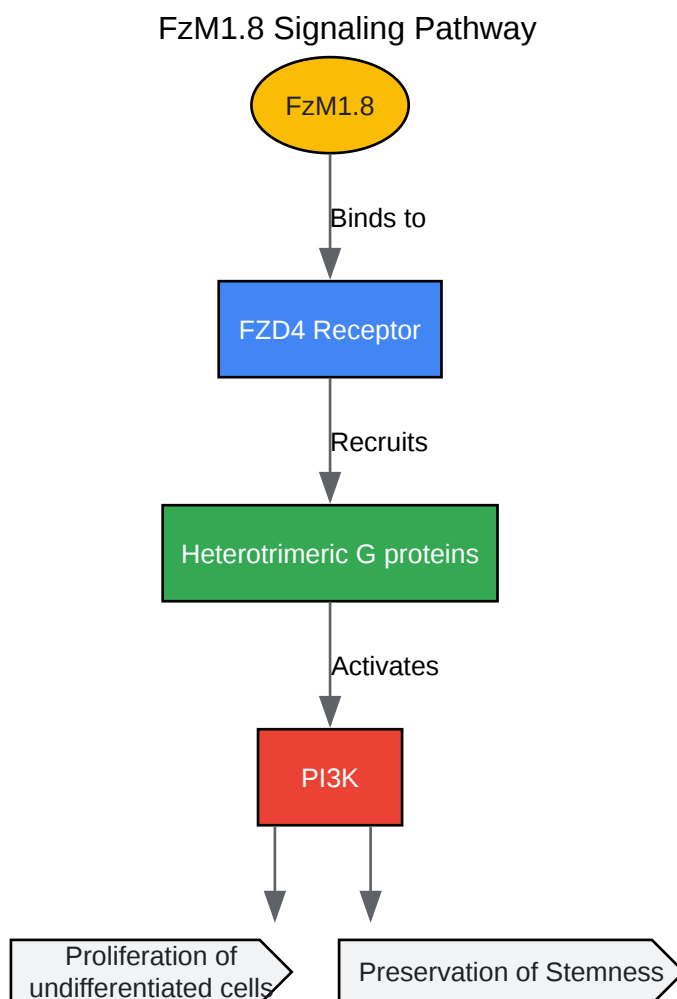 FzM1.8 Signaling Pathway
FzM1.8
Binds to
FZD4 Receptor
Recruits
Heterotrimeric G proteins
Activates
PI3K
Proliferation of
undifferentiated cells
Preservation of Stemness